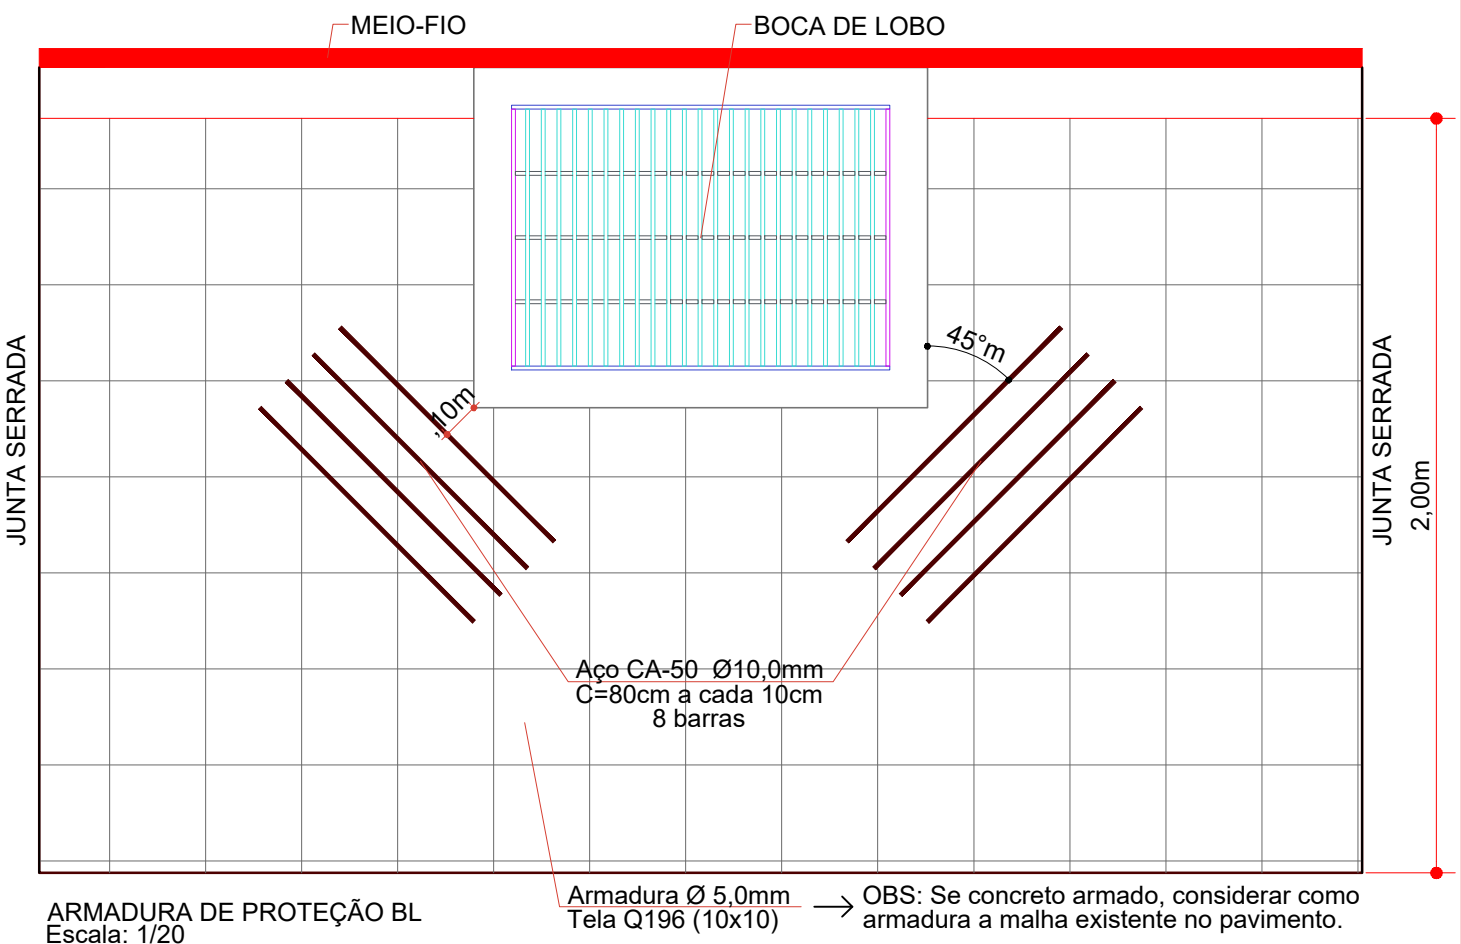 MEIO-FIO
BOCA DE LOBO
JUNTA SERRADA
45°m
,10m
JUNTA SERRADA
2,00m
Aço CA-50  Ø10,0mm
C=80cm a cada 10cm
8 barras
Armadura Ø 5,0mm
Tela Q196 (10x10)
OBS: Se concreto armado, considerar como
armadura a malha existente no pavimento.
ARMADURA DE PROTEÇÃO BL
Escala: 1/20